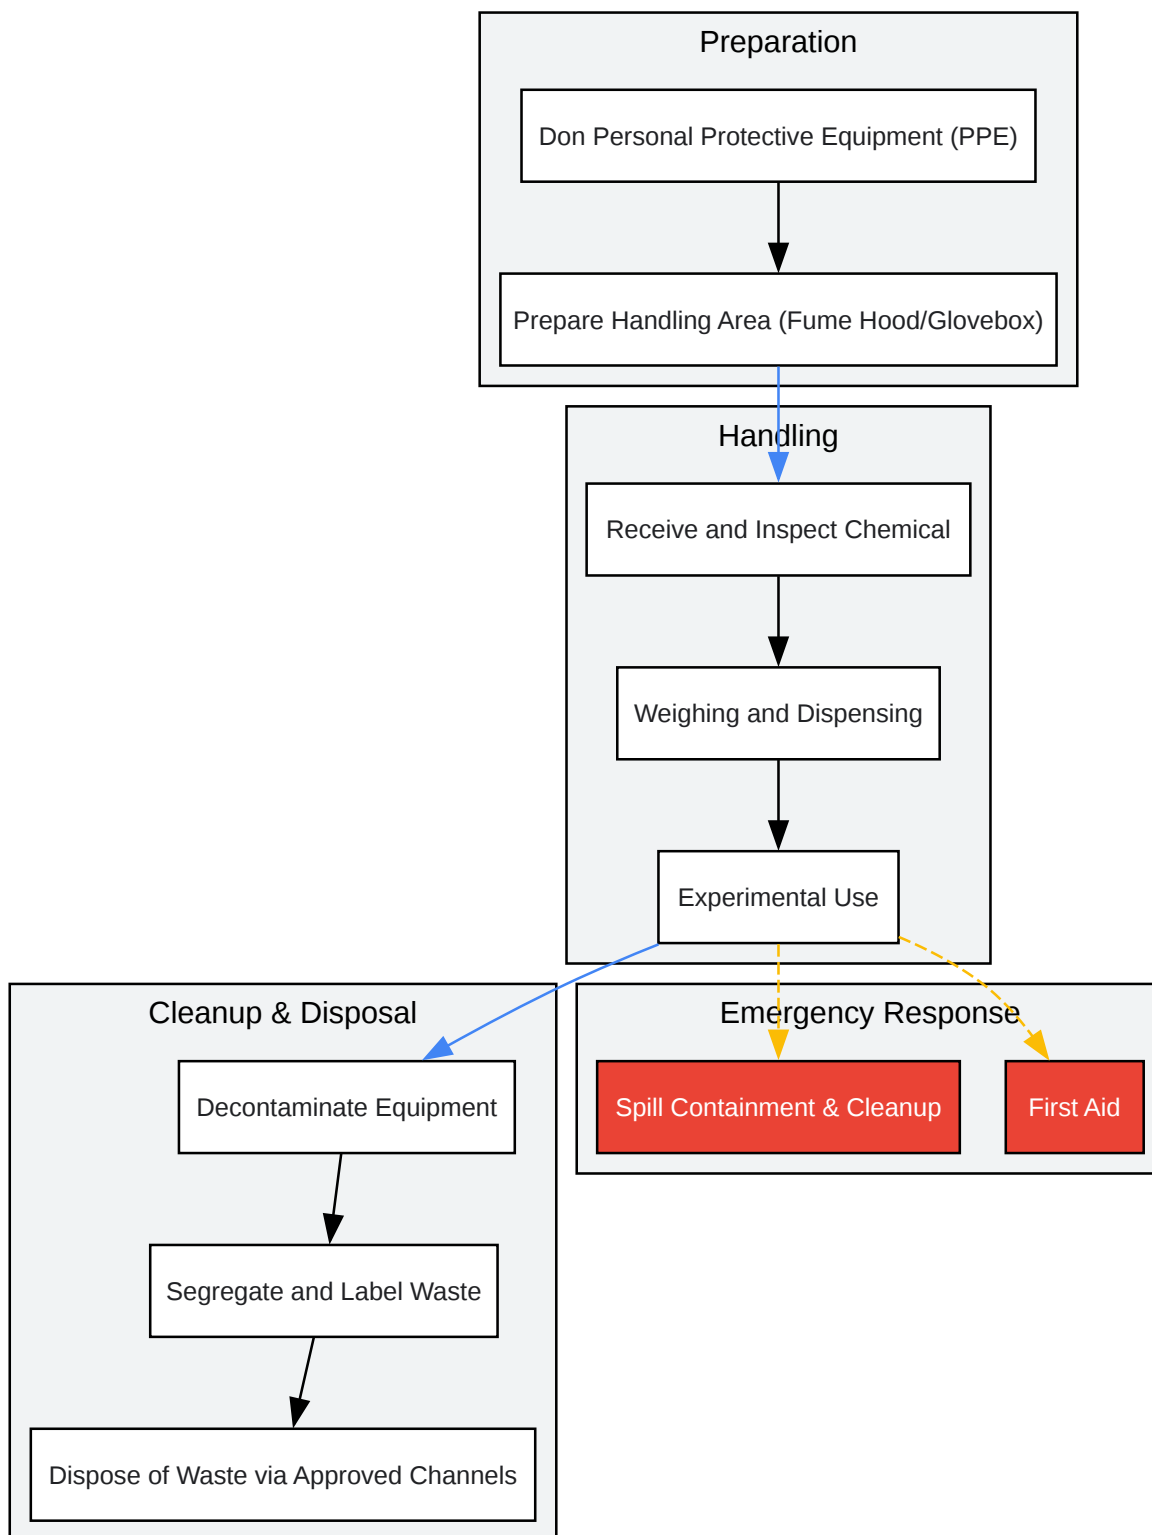 Preparation
Don Personal Protective Equipment (PPE)
Prepare Handling Area (Fume Hood/Glovebox)
Handling
Receive and Inspect Chemical
Weighing and Dispensing
Experimental Use
Cleanup & Disposal
Decontaminate Equipment
Segregate and Label Waste
Dispose of Waste via Approved Channels
Emergency Response
Spill Containment & Cleanup
First Aid